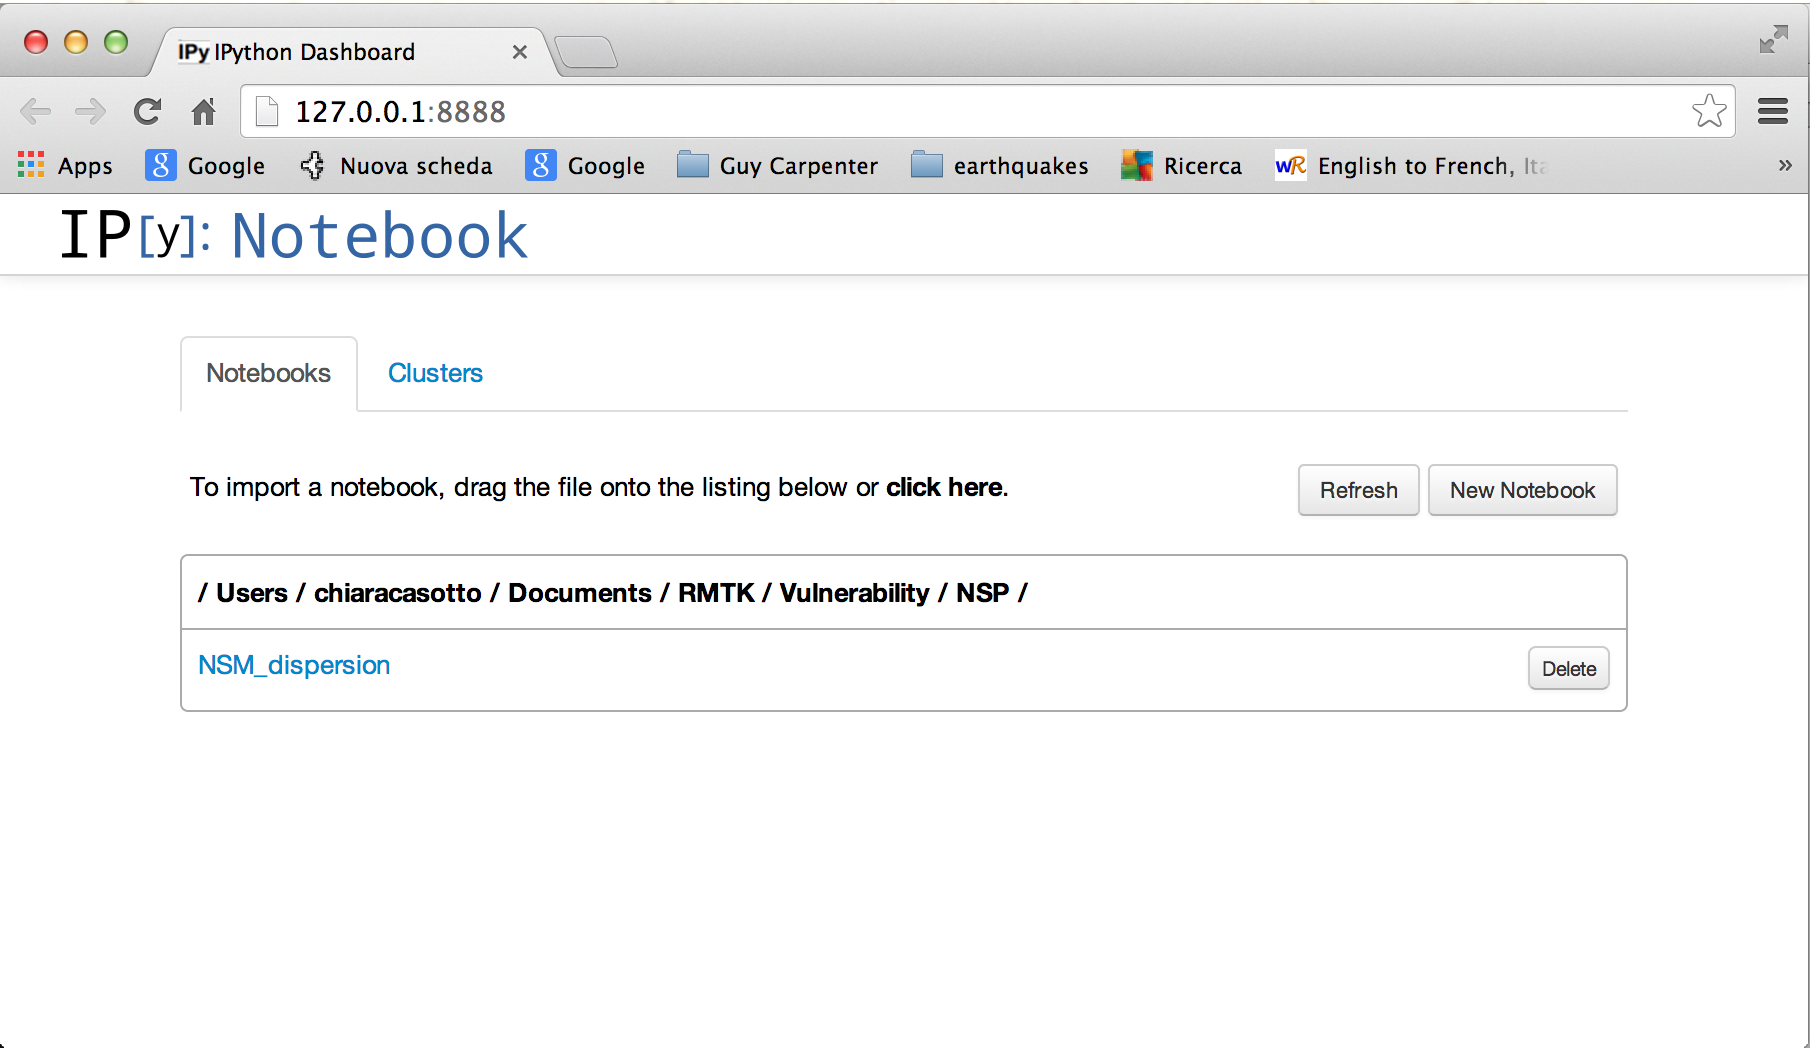 IPy IPython Dashboard
127.0.0.1:8888
Apps Google Nuova scheda Google Guy Carpenter earthquakes Ricerca wR English to French, Ita »
IP[y]: Notebook
Notebooks Clusters
To import a notebook, drag the file onto the listing below or click here. Refresh New Notebook
/ Users / chiaracasotto / Documents / RMTK / Vulnerability / NSP /
NSM_dispersion Delete